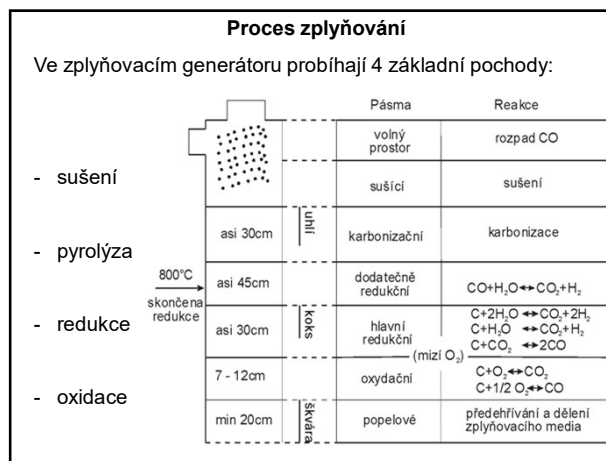 Proces zplyňování
Ve zplyňovacím generátoru probíhají 4 základní pochody:
- sušení
- pyrolýza
- redukce
- oxidace
800°C
skončena
redukce
Pásma Reakce
volný
prostor
rozpad CO
sušící sušení
asi 30cm uhlí karbonizační karbonizace
asi 45cm dodatečně
redukční
CO+H₂O↔CO₂+H₂
asi 30cm koks hlavní
redukční
C+2H₂O↔CO₂+2H₂
C+H₂O ↔CO₂+H₂
C+CO₂ ↔2CO
(mizí O₂)
7 - 12cm oxydační
C+O₂↔CO₂
C+1/2 O₂↔CO
min 20cm škvára popelové
předehřívání a dělení
zplyňovacího media